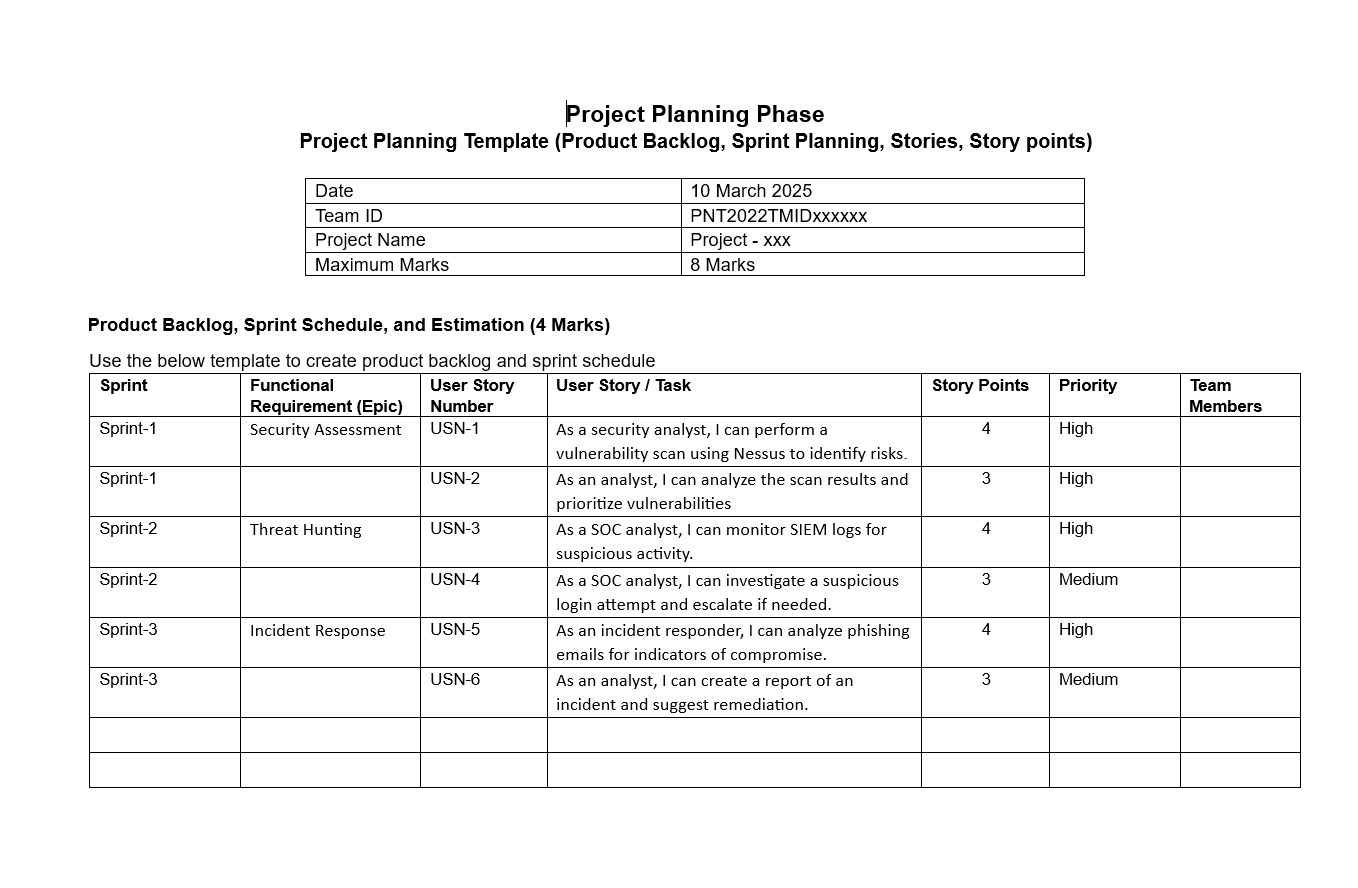 Project Planning Phase
Project Planning Template (Product Backlog, Sprint Planning, Stories, Story points)
Date 10 March 2025
Team ID PNT2022TMIDxxxxxx
Project Name Project - xxx
Maximum Marks 8 Marks
Product Backlog, Sprint Schedule, and Estimation (4 Marks)
Use the below template to create product backlog and sprint schedule
Sprint Functional User Story User Story / Task Story Points Priority Team
Requirement (Epic) Number Members
Sprint-1 Security Assessment USN-1 As a security analyst, I can perform a 4 High
vulnerability scan using Nessus to identify risks.
Sprint-1 USN-2 As an analyst, I can analyze the scan results and 3 High
prioritize vulnerabilities
Sprint-2 Threat Hunting USN-3 As a SOC analyst, I can monitor SIEM logs for 4 High
suspicious activity.
Sprint-2 USN-4 As a SOC analyst, I can investigate a suspicious 3 Medium
login attempt and escalate if needed.
Sprint-3 Incident Response USN-5 As an incident responder, I can analyze phishing 4 High
emails for indicators of compromise.
Sprint-3 USN-6 As an analyst, I can create a report of an 3 Medium
incident and suggest remediation.